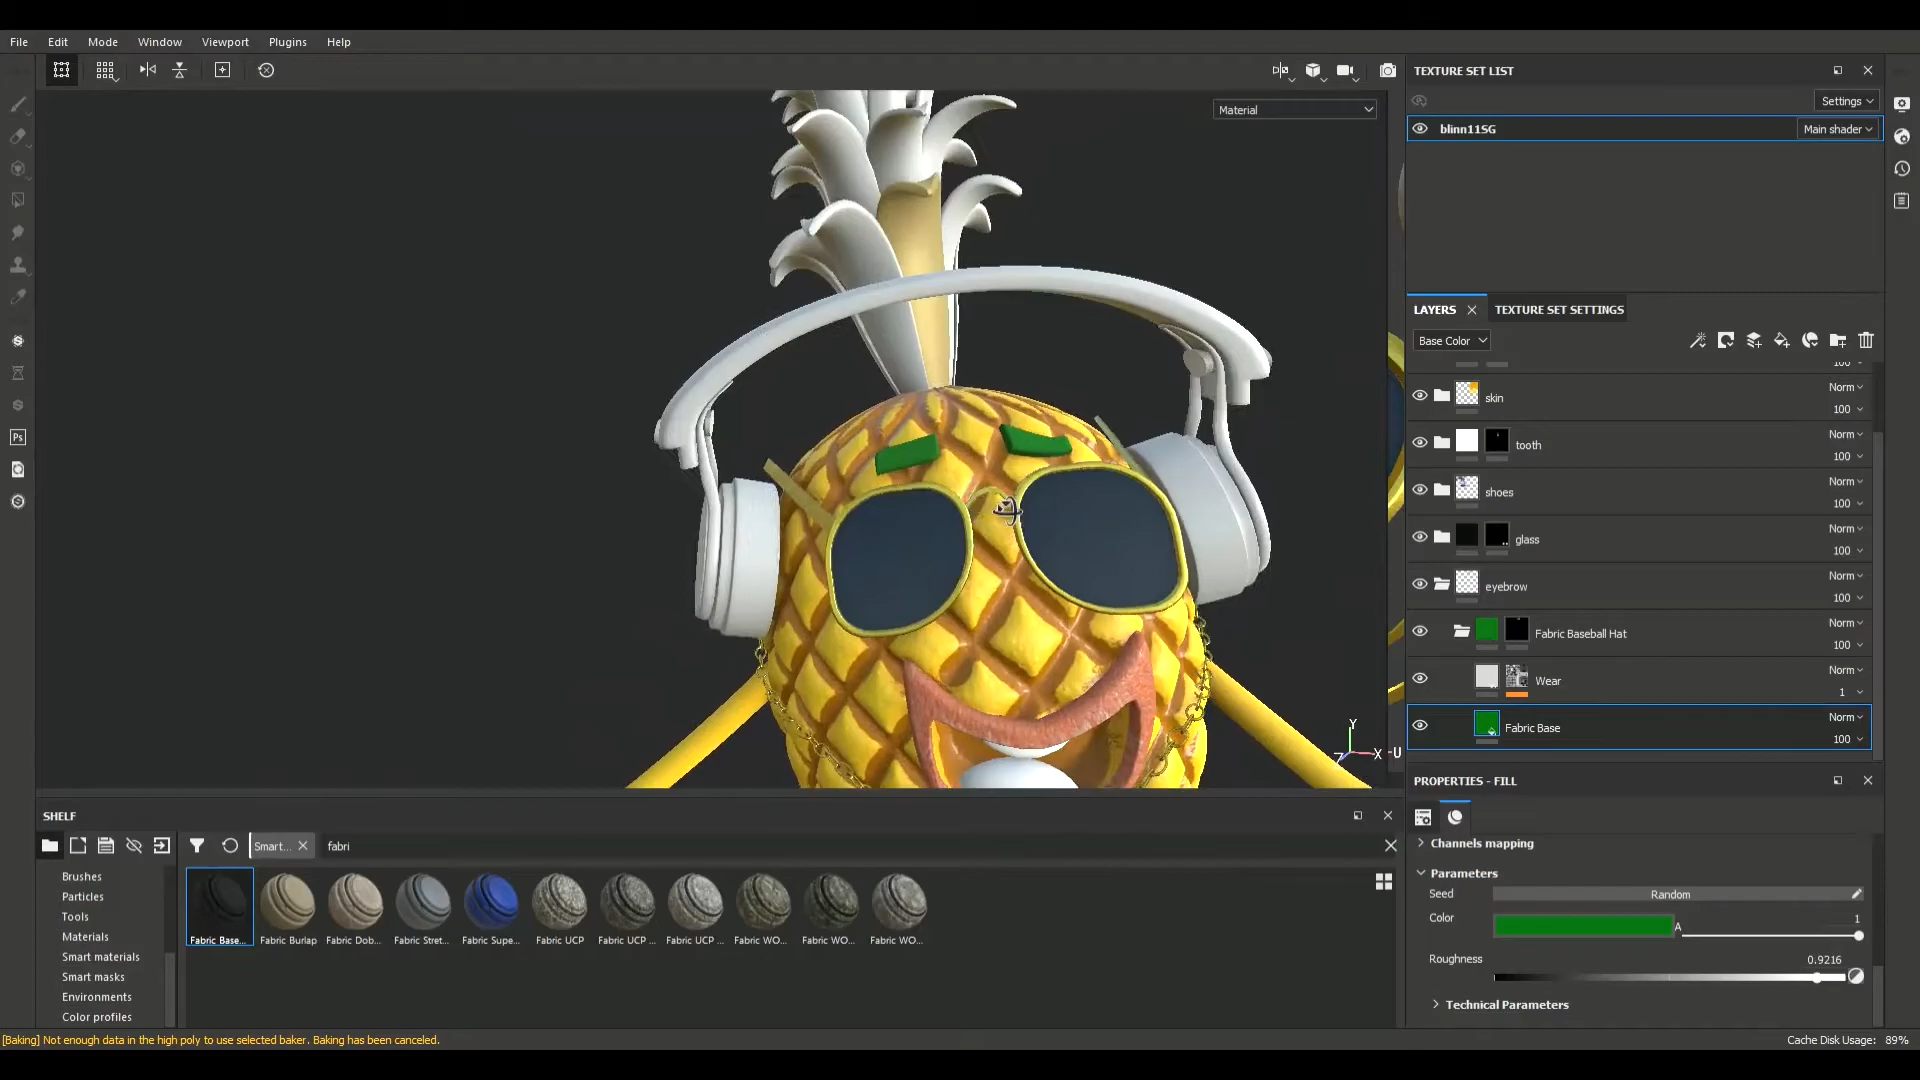 File Edit Mode Window Viewport Plugins Help
TEXTURE SET LIST
Material
Settings
blinn11SG
Main shader
LAYERS
TEXTURE SET SETTINGS
Base Color
100
Norm
skin
100
Norm
tooth
100
Norm
shoes
100
Norm
glass
100
Norm
eyebrow
100
Norm
Fabric Baseball Hat
100
Norm
Wear
1
Norm
Fabric Base
100
Y
X
-U
PROPERTIES - FILL
Channels mapping
Parameters
Seed
Random
Color
1
A
Roughness
0.9216
Technical Parameters
SHELF
Smart...
fabri
Brushes
Particles
Tools
Materials
Smart materials
Smart masks
Environments
Color profiles
Fabric Base...
Fabric Burlap
Fabric Dob...
Fabric Stret...
Fabric Supe...
Fabric UCP
Fabric UCP ...
Fabric UCP ...
Fabric WO...
Fabric WO...
Fabric WO...
Ps
[Baking] Not enough data in the high poly to use selected baker. Baking has been canceled.
Cache Disk Usage: 89%